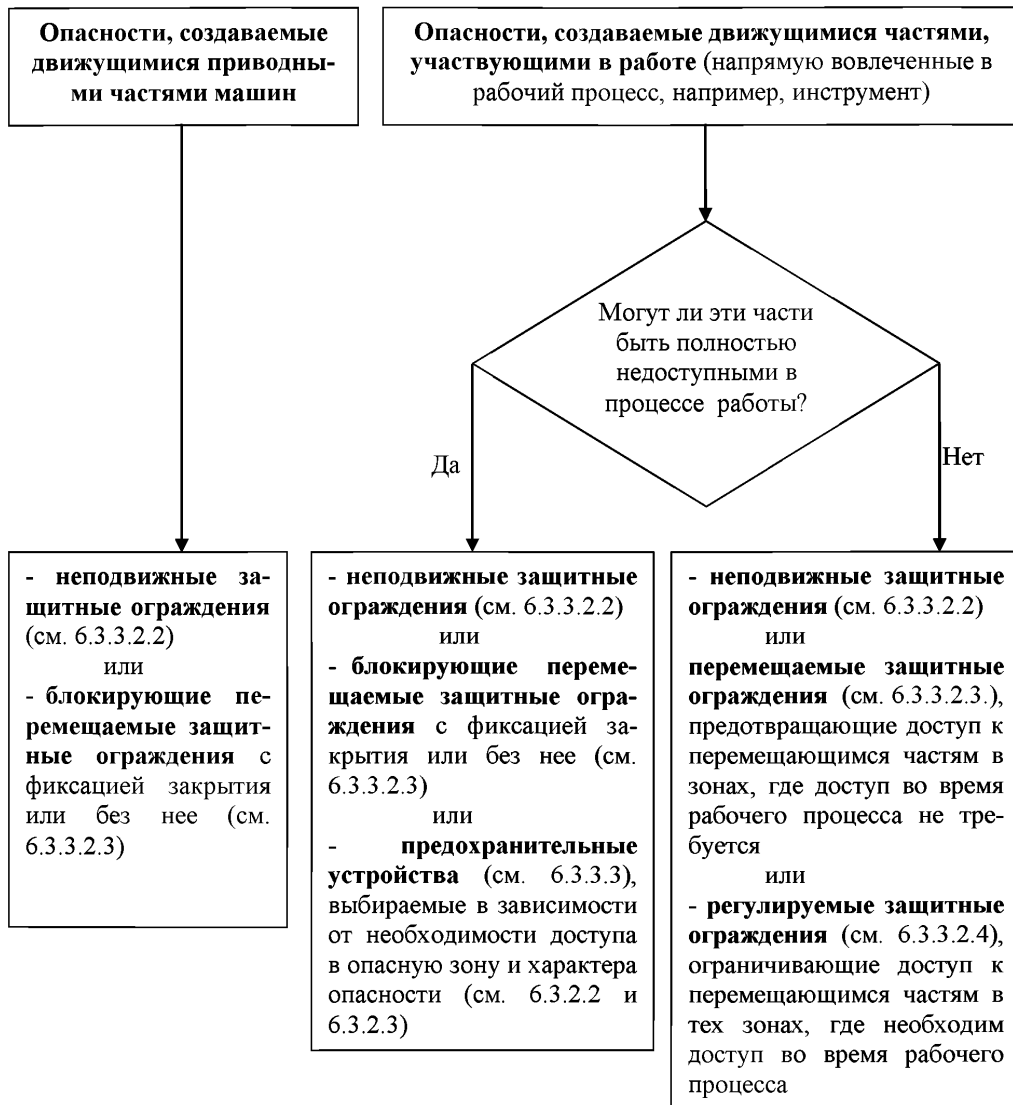 Опасности, создаваемые
движущимися приводны-
ми частями машин
Опасности, создаваемые движущимися частями,
участвующими в работе (напрямую вовлеченные в
рабочий процесс, например, инструмент)
Могут ли эти части
быть полностью
недоступными в
процессе работы?
Да
Нет
- неподвижные за-
щитные ограждения
(см. 6.3.3.2.2)
или
- блокирующие пе-
ремещаемые защит-
ные ограждения с
фиксацией закрытия
или без нее (см.
6.3.3.2.3)
- неподвижные защитные
ограждения (см. 6.3.3.2.2)
или
- блокирующие переме-
щаемые защитные огра-
ждения с фиксацией за-
крытия или без нее (см.
6.3.3.2.3)
или
- предохранительные
устройства (см. 6.3.3.3),
выбираемые в зависимости
от необходимости доступа
в опасную зону и характера
опасности (см. 6.3.2.2 и
6.3.2.3)
- неподвижные защитные
ограждения (см. 6.3.3.2.2)
или
перемещаемые защитные
ограждения (см. 6.3.3.2.3.),
предотвращающие доступ к
перемещающимся частям в
зонах, где доступ во время
рабочего процесса не тре-
буется
или
- регулируемые защитные
ограждения (см. 6.3.3.2.4),
ограничивающие доступ к
перемещающимся частям в
тех зонах, где необходим
доступ во время рабочего
процесса